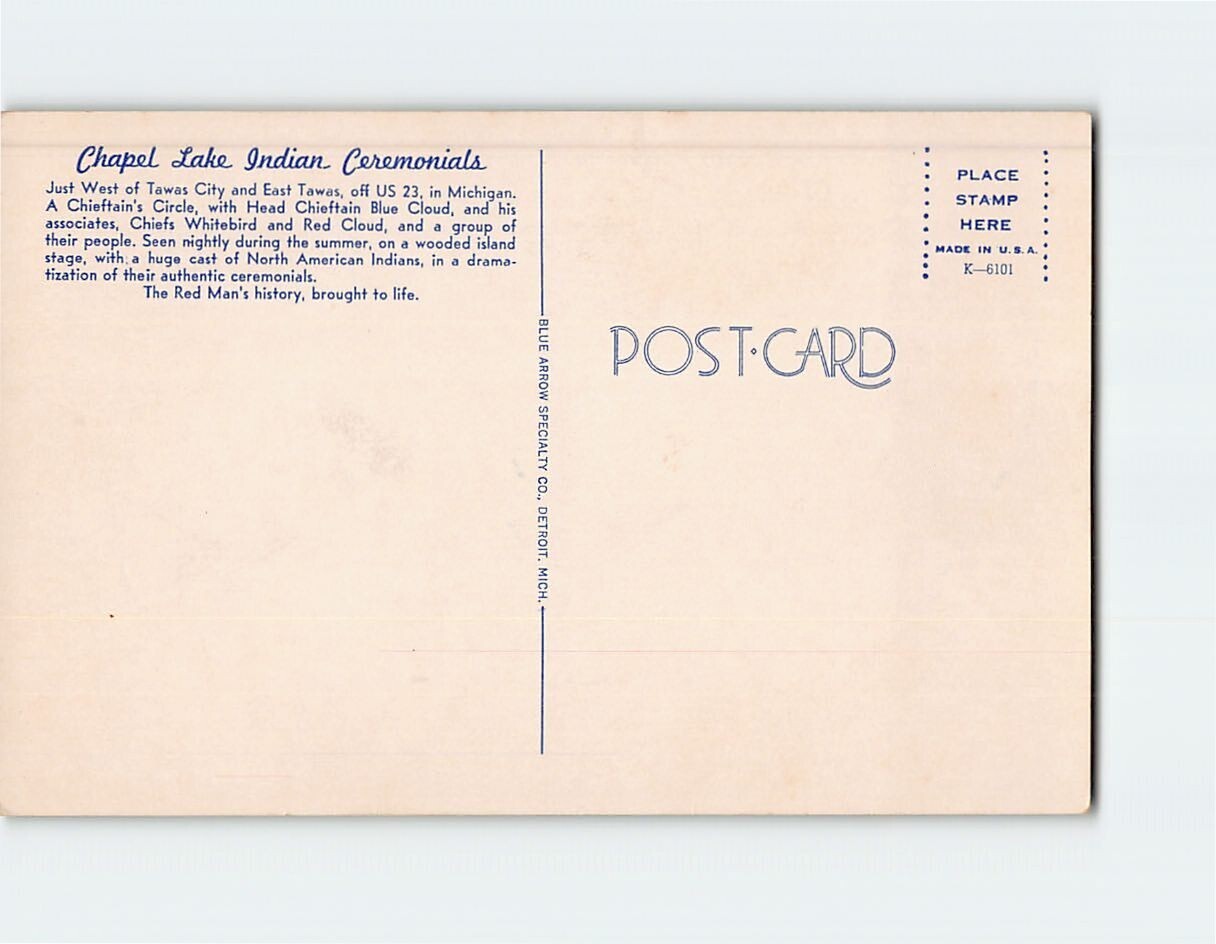 Chapel Lake Indian Ceremonials
Just West of Tawas City and East Tawas, off US 23, in Michigan.
A Chieftain's Circle, with Head Chieftain Blue Cloud, and his
associates, Chiefs Whitebird and Red Cloud, and a group of
their people. Seen nightly during the summer, on a wooded island
stage, with a huge cast of North American Indians, in a drama-
tization of their authentic ceremonials.
The Red Man's history, brought to life.
BLUE ARROW SPECIALTY CO., DETROIT, MICH.
POST·CARD
PLACE
STAMP
HERE
MADE IN U.S.A.
K—6101